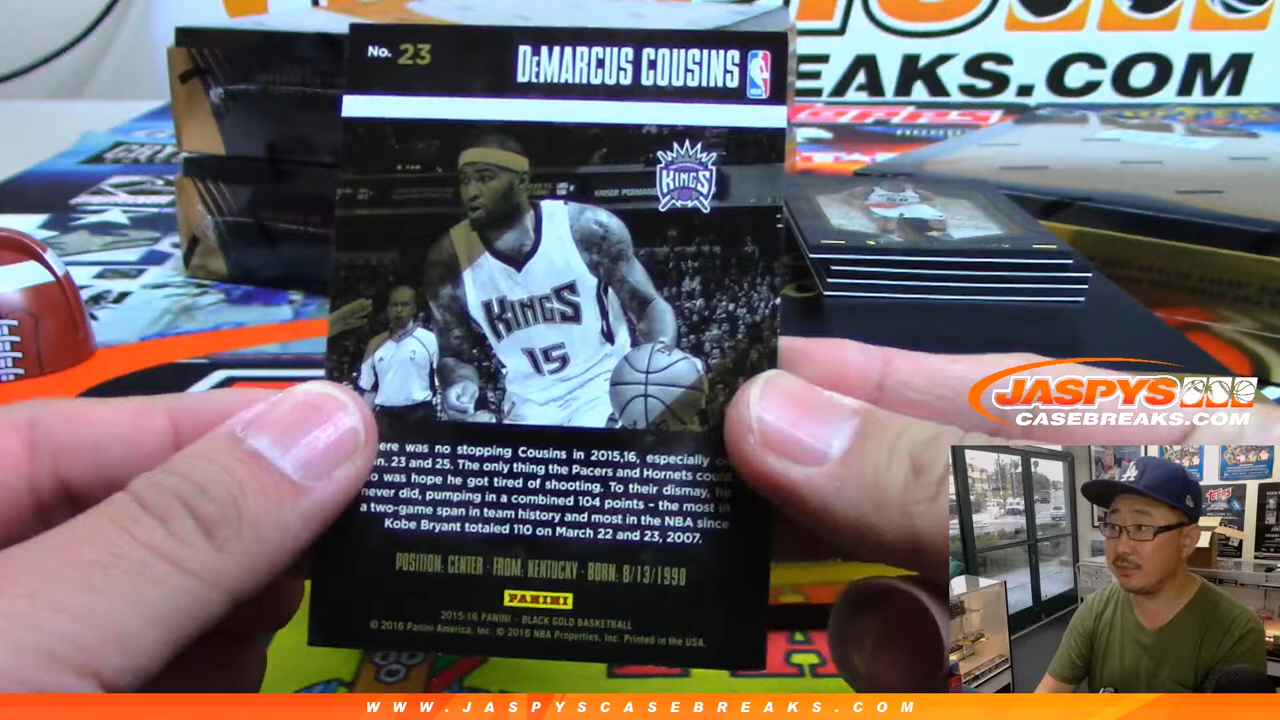 No. 23
DeMARCUS COUSINS
EAKS.COM
KINGS
KINGS
15
ere was no stopping Cousins in 2015,16, especially
n. 23 and 25. The only thing the Pacers and Hornets
was hope he got tired of shooting. To their dismay,
never did, pumping in a combined 104 points – the most in
a two-game span in team history and most in the NBA since
Kobe Bryant totaled 110 on March 22 and 23, 2007.
POSITION: CENTER · FROM: KENTUCKY · BORN: 8/13/1990
PANINI
2015-16 PANINI – BLACK GOLD BASKETBALL
© 2016 Panini America, Inc. © 2016 NBA Properties, Inc. Printed in the USA.
JASPYS
CASEBREAKS.COM
topps
WWW.JASPYSCASEBREAKS.COM